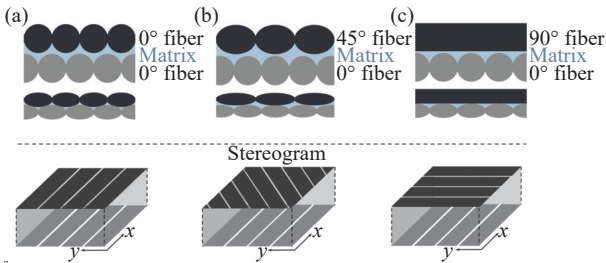 (a)
0° fiber
Matrix
0° fiber
(b)
45° fiber
Matrix
0° fiber
(c)
90° fiber
Matrix
0° fiber
Stereogram
y
x
y
x
y
x